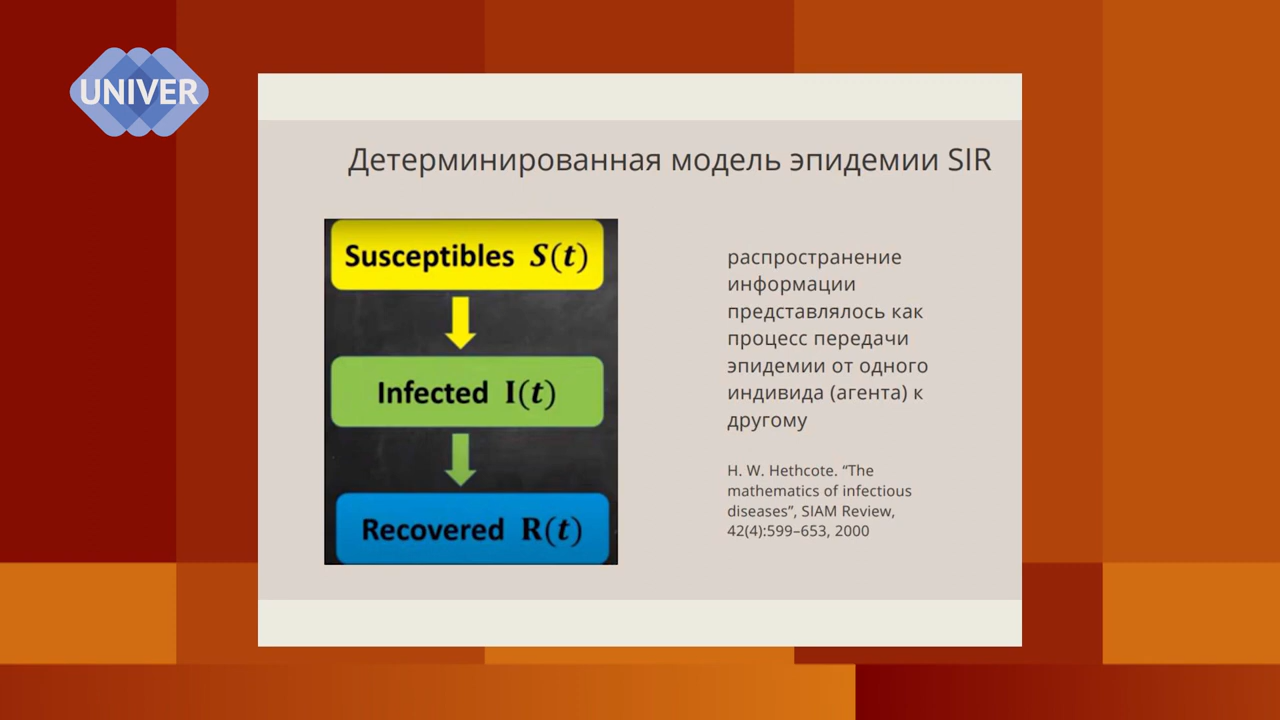 UNIVER
Детерминированная модель эпидемии SIR
Susceptibles S(t)
Infected I(t)
Recovered R(t)
распространение
информации
представлялось как
процесс передачи
эпидемии от одного
индивида (агента) к
другому
H. W. Hethcote. “The
mathematics of infectious
diseases”, SIAM Review,
42(4):599–653, 2000